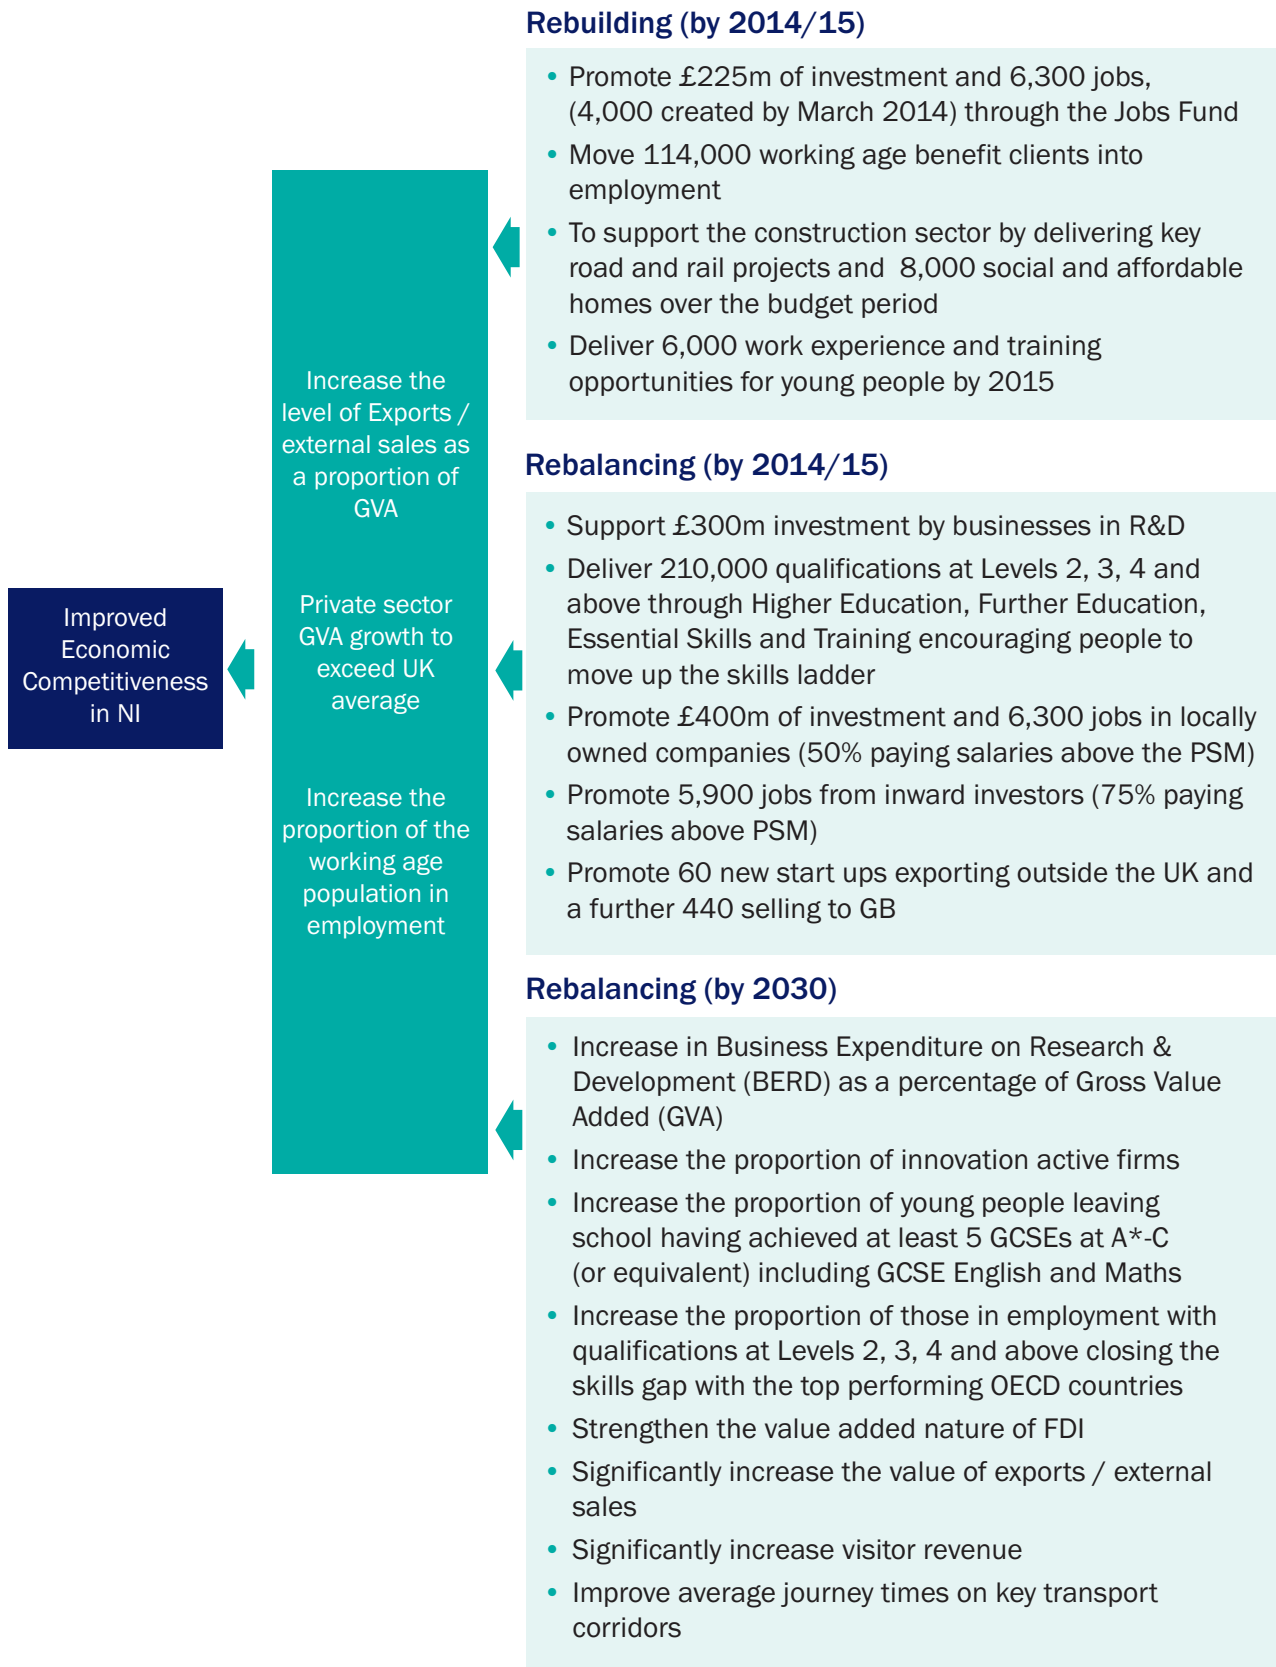 Rebuilding (by 2014/15)
• Promote £225m of investment and 6,300 jobs,
(4,000 created by March 2014) through the Jobs Fund
• Move 114,000 working age benefit clients into
employment
• To support the construction sector by delivering key
road and rail projects and 8,000 social and affordable
homes over the budget period
• Deliver 6,000 work experience and training
opportunities for young people by 2015
Increase the
level of Exports /
external sales as
a proportion of
GVA
Private sector
GVA growth to
exceed UK
average
Increase the
proportion of the
working age
population in
employment
Improved
Economic
Competitiveness
in NI
Rebalancing (by 2014/15)
• Support £300m investment by businesses in R&D
• Deliver 210,000 qualifications at Levels 2, 3, 4 and
above through Higher Education, Further Education,
Essential Skills and Training encouraging people to
move up the skills ladder
• Promote £400m of investment and 6,300 jobs in locally
owned companies (50% paying salaries above the PSM)
• Promote 5,900 jobs from inward investors (75% paying
salaries above PSM)
• Promote 60 new start ups exporting outside the UK and
a further 440 selling to GB
Rebalancing (by 2030)
• Increase in Business Expenditure on Research &
Development (BERD) as a percentage of Gross Value
Added (GVA)
• Increase the proportion of innovation active firms
• Increase the proportion of young people leaving
school having achieved at least 5 GCSEs at A*-C
(or equivalent) including GCSE English and Maths
• Increase the proportion of those in employment with
qualifications at Levels 2, 3, 4 and above closing the
skills gap with the top performing OECD countries
• Strengthen the value added nature of FDI
• Significantly increase the value of exports / external
sales
• Significantly increase visitor revenue
• Improve average journey times on key transport
corridors